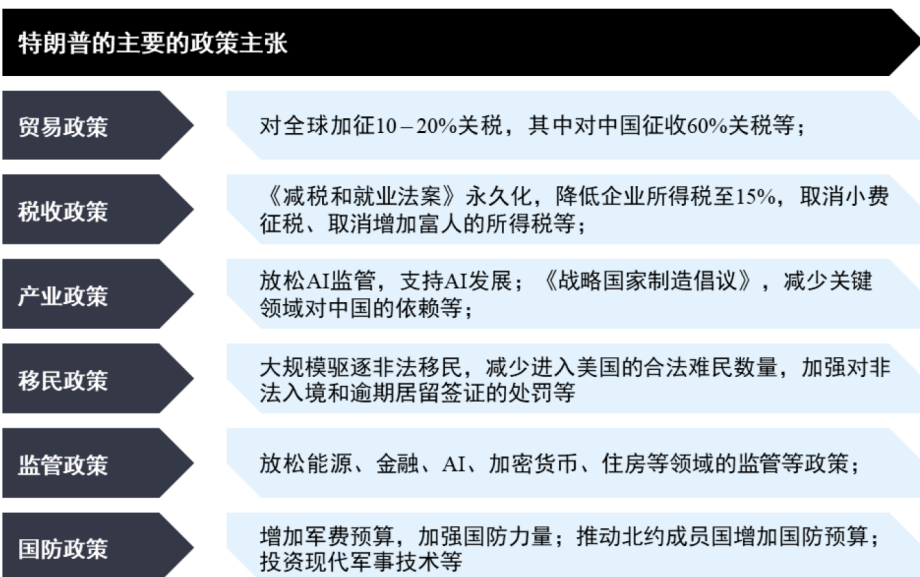 特朗普的主要的政策主张
贸易政策
对全球加征10–20%关税，其中对中国征收60%关税等；
税收政策
《减税和就业法案》永久化，降低企业所得税至15%，取消小费
征税、取消增加富人的所得税等；
产业政策
放松AI监管，支持AI发展；《战略国家制造倡议》，减少关键
领域对中国的依赖等；
移民政策
大规模驱逐非法移民，减少进入美国的合法难民数量，加强对非
法入境和逾期居留签证的处罚等
监管政策
放松能源、金融、AI、加密货币、住房等领域的监管等政策；
国防政策
增加军费预算，加强国防力量；推动北约成员国增加国防预算；
投资现代军事技术等